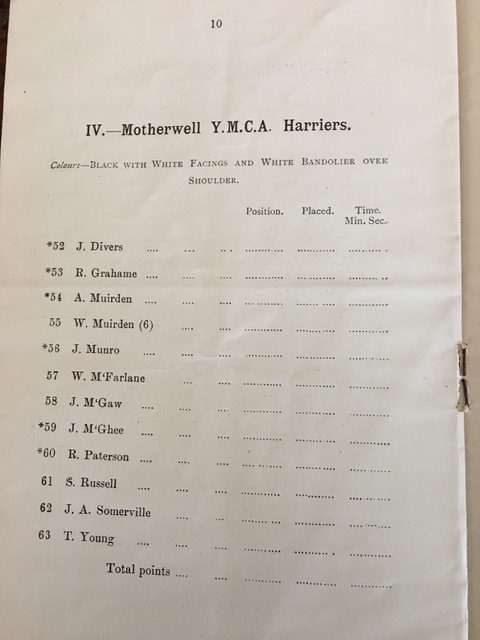 10
IV.—Motherwell Y.M.C.A. Harriers.
Colours—BLACK WITH WHITE FACINGS AND WHITE BANDOLIER OVER
SHOULDER.
Position. Placed. Time.
Min. Sec.
*52 J. Divers .... ... ... ........... .......... ...........
*53 R. Grahame .... ... ... ........... .......... ...........
*54 A. Muirden .... .... .... ........... .......... ...........
55 W. Muirden (6) .... .... ........... .......... ...........
*56 J. Munro .... .... .... ........... .......... ...........
57 W. M‘Farlane ... .... ........... .......... ...........
58 J. M‘Gaw .... .... .... ........... .......... ...........
*59 J. M‘Ghee .... .... .... ........... .......... ...........
*60 R. Paterson .... .... .... ........... .......... ...........
61 S. Russell .... .... .... ........... .......... ...........
62 J. A. Somerville .... .... ........... .......... ...........
63 T. Young .... .... .... ........... .......... ...........
Total points .... .... ........... .......... ...........